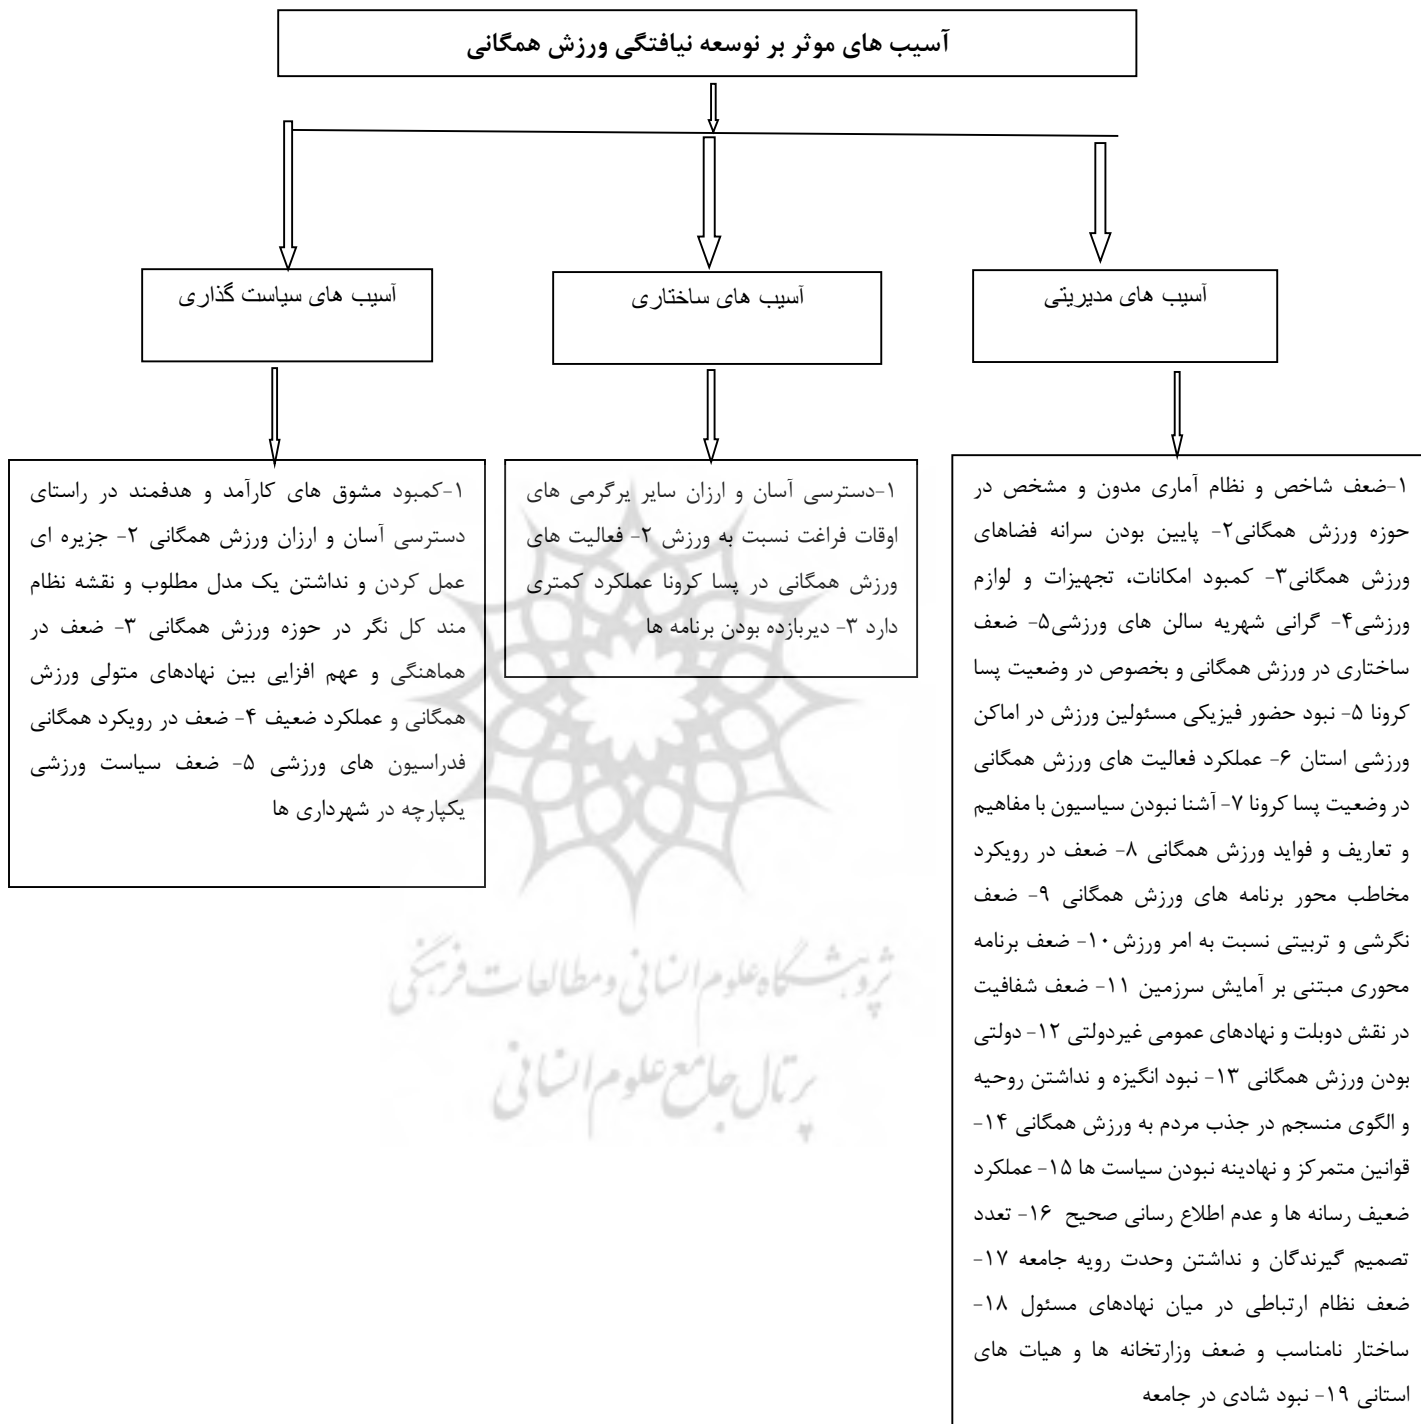 آسیب های موثر بر نوسعه نیافتگی ورزش همگانی
آسیب های مدیریتی
آسیب های ساختاری
آسیب های سیاست گذاری
۱-ضعف شاخص و نظام آماری مدون و مشخص در
حوزه ورزش همگانی۲- پایین بودن سرانه فضاهای
ورزش همگانی۳- کمبود امکانات، تجهیزات و لوازم
ورزشی۴- گرانی شهریه سالن های ورزشی۵- ضعف
ساختاری در ورزش همگانی و بخصوص در وضعیت پسا
کرونا ۵- نبود حضور فیزیکی مسئولین ورزش در اماکن
ورزشی استان ۶- عملکرد فعالیت های ورزش همگانی
در وضعیت پسا کرونا ۷- آشنا نبودن سیاسیون با مفاهیم
و تعاریف و فواید ورزش همگانی ۸- ضعف در رویکرد
مخاطب محور برنامه های ورزش همگانی ۹- ضعف
نگرشی و تربیتی نسبت به امر ورزش۱۰- ضعف برنامه
محوری مبتنی بر آمایش سرزمین ۱۱- ضعف شفافیت
در نقش دوبلت و نهادهای عمومی غیردولتی ۱۲- دولتی
بودن ورزش همگانی ۱۳- نبود انگیزه و نداشتن روحیه
و الگوی منسجم در جذب مردم به ورزش همگانی ۱۴-
قوانین متمرکز و نهادینه نبودن سیاست ها ۱۵- عملکرد
ضعیف رسانه ها و عدم اطلاع رسانی صحیح ۱۶- تعدد
تصمیم گیرندگان و نداشتن وحدت رویه جامعه ۱۷-
ضعف نظام ارتباطی در میان نهادهای مسئول ۱۸-
ساختار نامناسب و ضعف وزارتخانه ها و هیات های
استانی ۱۹- نبود شادی در جامعه
۱-دسترسی آسان و ارزان سایر یرگرمی های
اوقات فراغت نسبت به ورزش ۲- فعالیت های
ورزش همگانی در پسا کرونا عملکرد کمتری
دارد ۳- دیربازده بودن برنامه ها
۱-کمبود مشوق های کارآمد و هدفمند در راستای
دسترسی آسان و ارزان ورزش همگانی ۲- جزیره ای
عمل کردن و نداشتن یک مدل مطلوب و نقشه نظام
مند کل نگر در حوزه ورزش همگانی ۳- ضعف در
هماهنگی و عهم افزایی بین نهادهای متولی ورزش
همگانی و عملکرد ضعیف ۴- ضعف در رویکرد همگانی
فدراسیون های ورزشی ۵- ضعف سیاست ورزشی
یکپارچه در شهرداری ها
پژوهشگاه علوم انسانی و مطالعات فرهنگی
پرتال جامع علوم انسانی